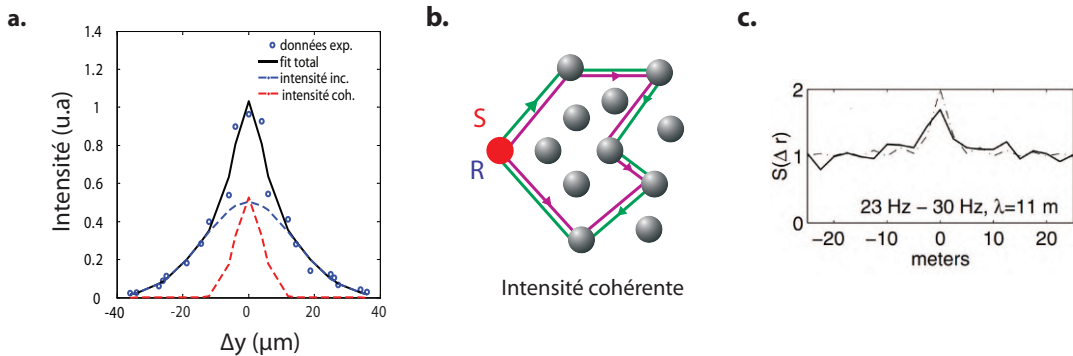 a.
1.4
1.2
1
0.8
0.6
0.4
0.2
0
Intensité (u.a)
données exp.
fit total
intensité inc.
intensité coh.
-40
-20
0
20
40
Δy (μm)
b.
S
R
Intensité cohérente
c.
2
1
0
S(Δ r)
23 Hz – 30 Hz, λ=11 m
−20
−10
0
10
20
meters